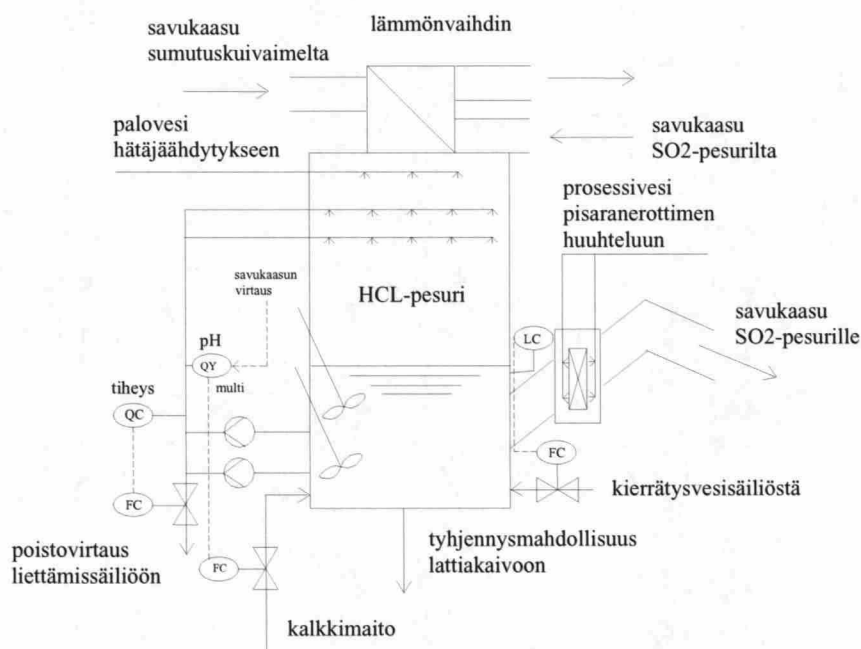 savukaasu
sumutuskuivaimelta
lämmönvaihdin
palovesi
hätäjäähdytykseen
savukaasu
SO2-pesurilta
prosessivesi
pisaranerottimen
huuhteluun
savukaasun
virtaus
HCL-pesuri
savukaasu
SO2-pesurille
pH
LC
QY
tiheys
multi
QC
FC
FC
kierrätysvesisäiliöstä
poistovirtaus
liettämissäiliöön
FC
tyhjennysmahdollisuus
lattiakaivoon
kalkkimaito